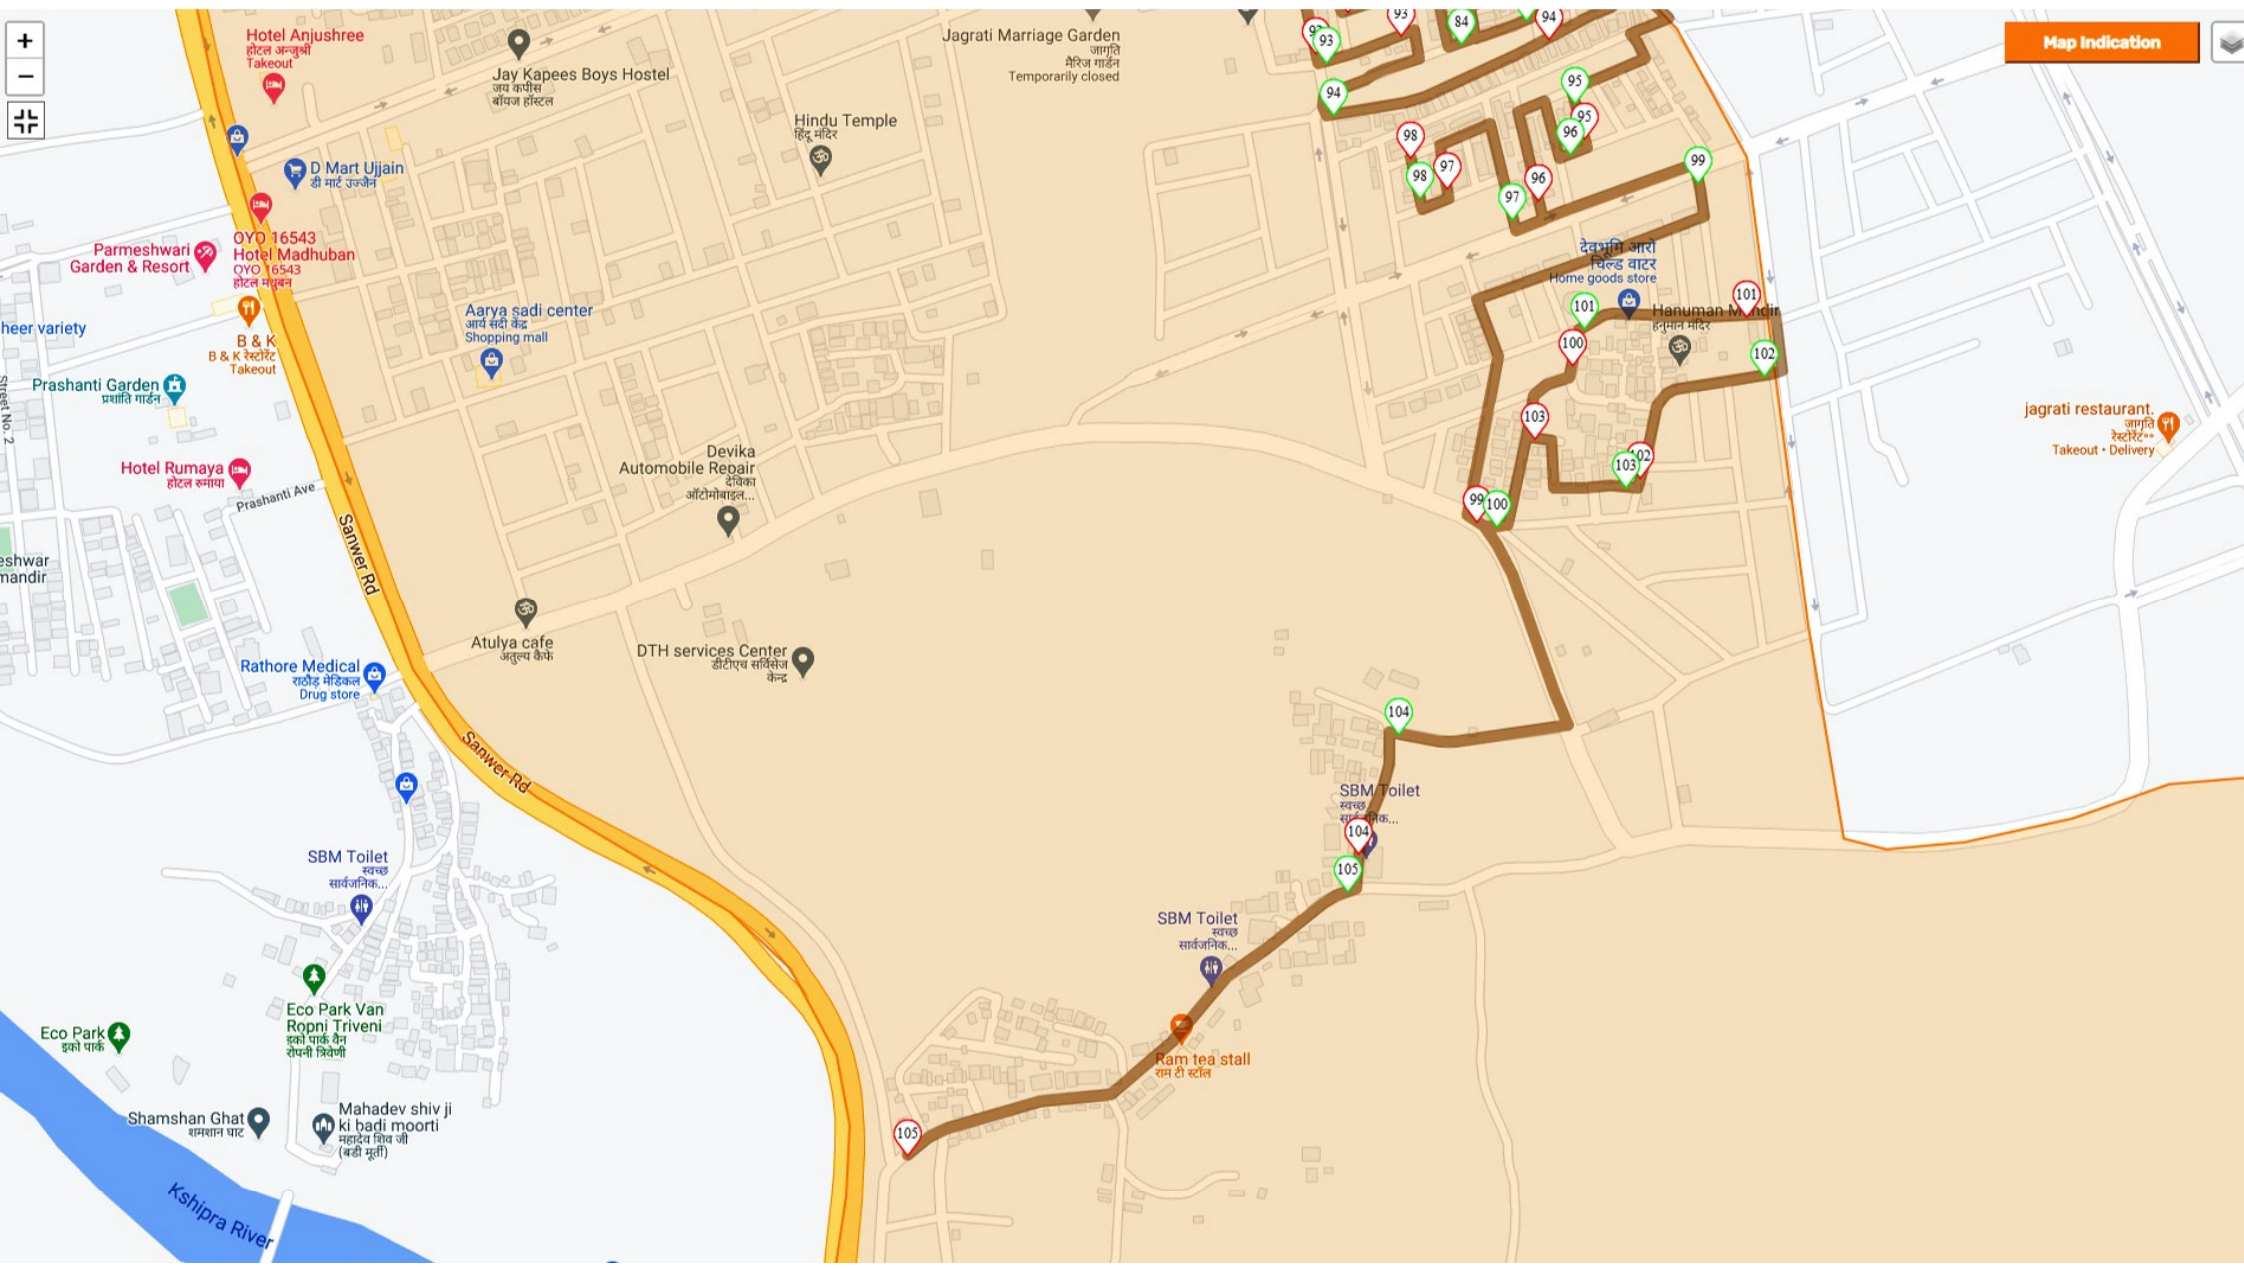 +
−
Map Indication
Hotel Anjushree
होटल अन्जुश्री
Takeout
Jay Kapees Boys Hostel
जय कपीस
बॉयज हॉस्टल
Jagrati Marriage Garden
जागृति
मैरिज गार्डन
Temporarily closed
93
84
94
93
94
95
95
96
98
97
98
96
97
99
Hindu Temple
हिंदू मंदिर
D Mart Ujjain
डी मार्ट उज्जैन
Parmeshwari
Garden & Resort
OYO 16543
Hotel Madhuban
OYO 16543
होटल मधुबन
देवभूमि आरो
चिल्ड वाटर
Home goods store
101
101
Hanuman Mandir
हनुमान मंदिर
100
102
Aarya sadi center
आर्य सदी केंद्र
Shopping mall
heer variety
B & K
B & K रेस्टोरेंट
Takeout
Prashanti Garden
प्रशांति गार्डन
Street No. 2
jagrati restaurant.
जागृति
रेस्टोरेंट°°
Takeout • Delivery
103
102
103
99
100
Devika
Automobile Repair
देविका
ऑटोमोबाइल...
Hotel Rumaya
होटल रुमाया
Prashanti Ave
Sanwer Rd
eshwar
mandir
Atulya cafe
अतुल्य कैफे
DTH services Center
डीटीएच सर्विसेज
केन्द्र
Rathore Medical
राठौड़ मेडिकल
Drug store
104
Sanwer Rd
SBM Toilet
स्वच्छ
सार्वजनिक...
104
105
SBM Toilet
स्वच्छ
सार्वजनिक...
SBM Toilet
स्वच्छ
सार्वजनिक...
Eco Park Van
Ropni Triveni
इको पार्क वैन
रोपनी त्रिवेणी
Eco Park
इको पार्क
Ram tea stall
राम टी स्टॉल
Shamshan Ghat
शमशान घाट
Mahadev shiv ji
ki badi moorti
महादेव शिव जी
(बडी मूर्ती)
105
Kshipra River